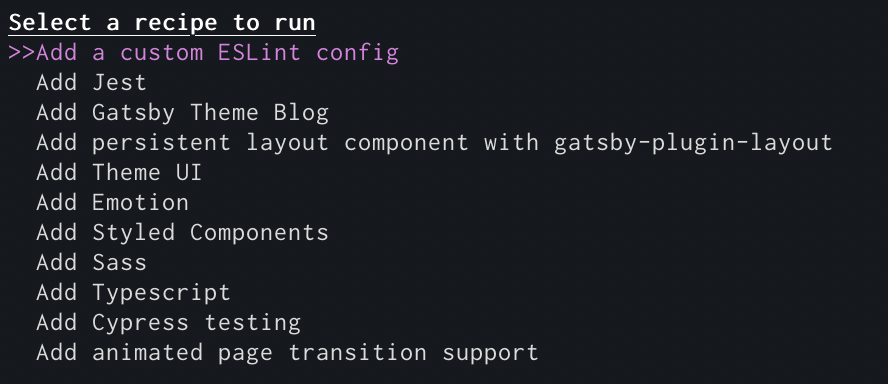 Select a recipe to run
>>Add a custom ESLint config
Add Jest
Add Gatsby Theme Blog
Add persistent layout component with gatsby-plugin-layout
Add Theme UI
Add Emotion
Add Styled Components
Add Sass
Add Typescript
Add Cypress testing
Add animated page transition support